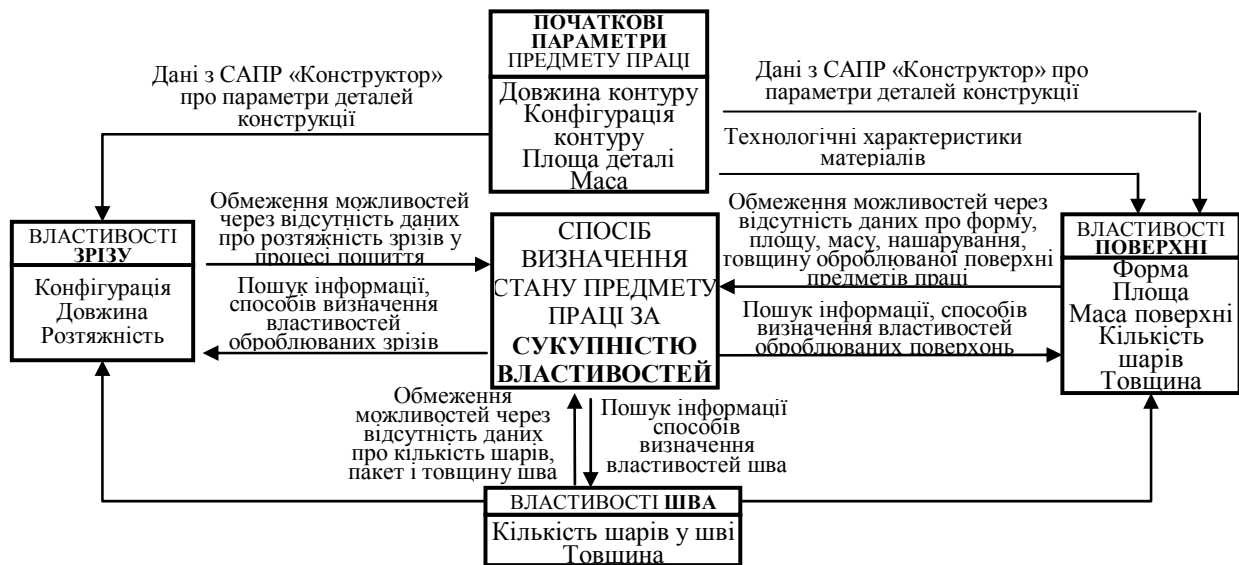 ПОЧАТКОВІ
ПАРАМЕТРИ
ПРЕДМЕТУ ПРАЦІ
Довжина контуру
Конфігурація
контуру
Площа деталі
Маса
Дані з САПР «Конструктор»
про параметри деталей
конструкції
Дані з САПР «Конструктор» про
параметри деталей конструкції
Технологічні характеристики
матеріалів
ВЛАСТИВОСТІ
ЗРІЗУ
Конфігурація
Довжина
Розтяжність
Обмеження можливостей
через відсутність даних
про розтяжність зрізів у
процесі пошиття
Пошук інформації,
способів визначення
властивостей
оброблюваних зрізів
СПОСІБ
ВИЗНАЧЕННЯ
СТАНУ ПРЕДМЕТУ
ПРАЦІ ЗА
СУКУПНІСТЮ
ВЛАСТИВОСТЕЙ
Обмеження можливостей через
відсутність даних про форму,
площу, масу, нашарування,
товщину оброблюваної поверхні
предметів праці
Пошук інформації, способів
визначення властивостей
оброблюваних поверхонь
ВЛАСТИВОСТІ
ПОВЕРХНІ
Форма
Площа
Маса поверхні
Кількість
шарів
Товщина
Обмеження
можливостей через
відсутність даних
про кількість шарів,
пакет і товщину шва
Пошук інформації
способів
визначення
властивостей шва
ВЛАСТИВОСТІ ШВА
Кількість шарів у шві
Товщина